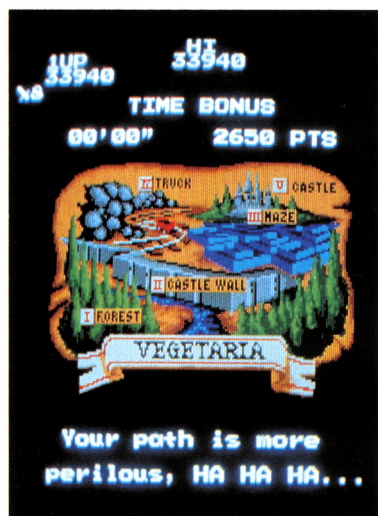 1UP
HI
33940
33940
x8
TIME BONUS
00'00" 2650 PTS
IV TRUCK
V CASTLE
III MAZE
II CASTLE WALL
I FOREST
VEGETARIA
Your path is more
perilous, HA HA HA...